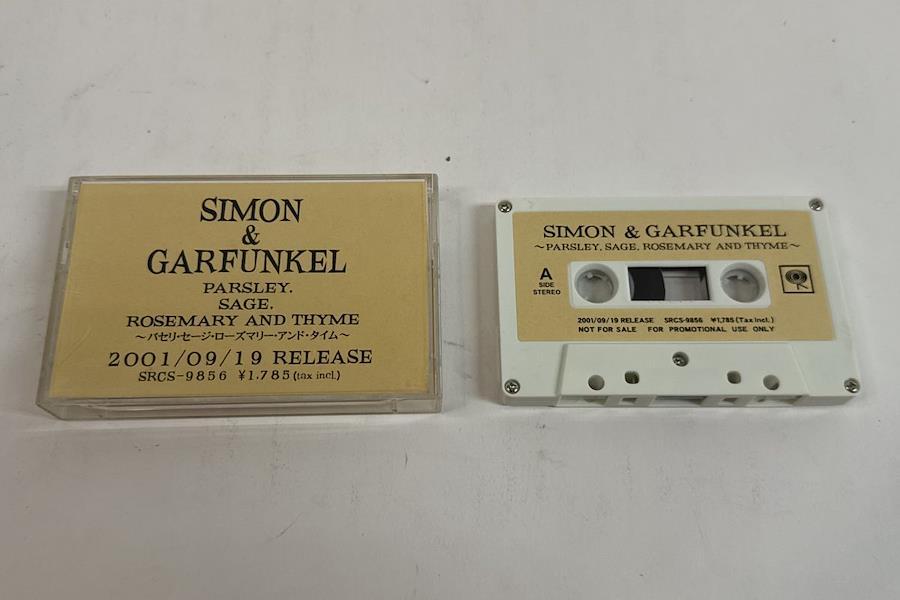 SIMON
&
GARFUNKEL
PARSLEY,
SAGE,
ROSEMARY AND THYME
〜パセリ・セージ・ローズマリー・アンド・タイム〜
2001/09/19 RELEASE
SRCS-9856 ¥1,785 (tax incl.)
SIMON & GARFUNKEL
〜PARSLEY, SAGE, ROSEMARY AND THYME〜
A
SIDE
STEREO
2001/09/19 RELEASE SRCS-9856 ¥1,785 (Tax incl.)
NOT FOR SALE FOR PROMOTIONAL USE ONLY